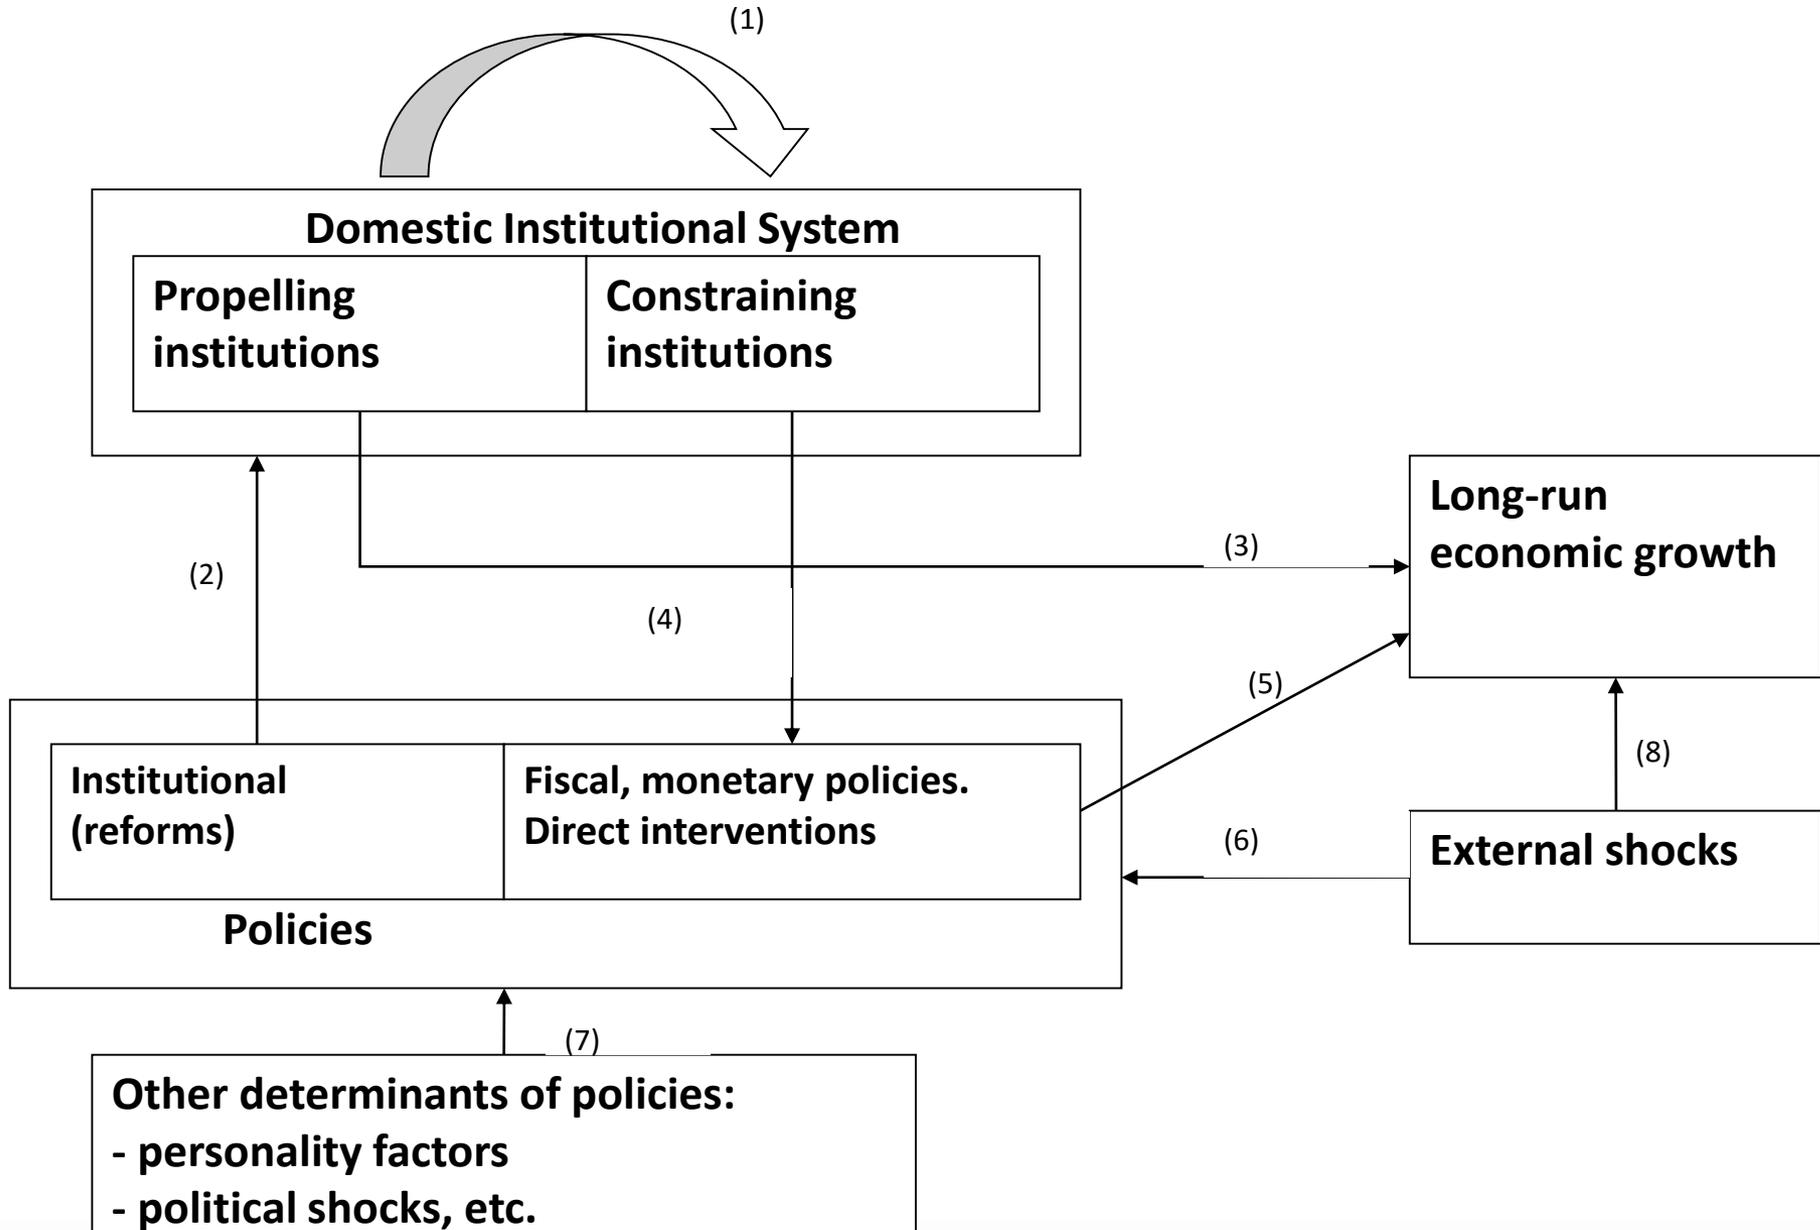 (1)
Domestic Institutional System
Propelling
institutions
Constraining
institutions
Long-run
economic growth
(2)
(3)
(4)
(5)
(8)
Institutional
(reforms)
Fiscal, monetary policies.
Direct interventions
(6)
External shocks
Policies
(7)
Other determinants of policies:
- personality factors
- political shocks, etc.